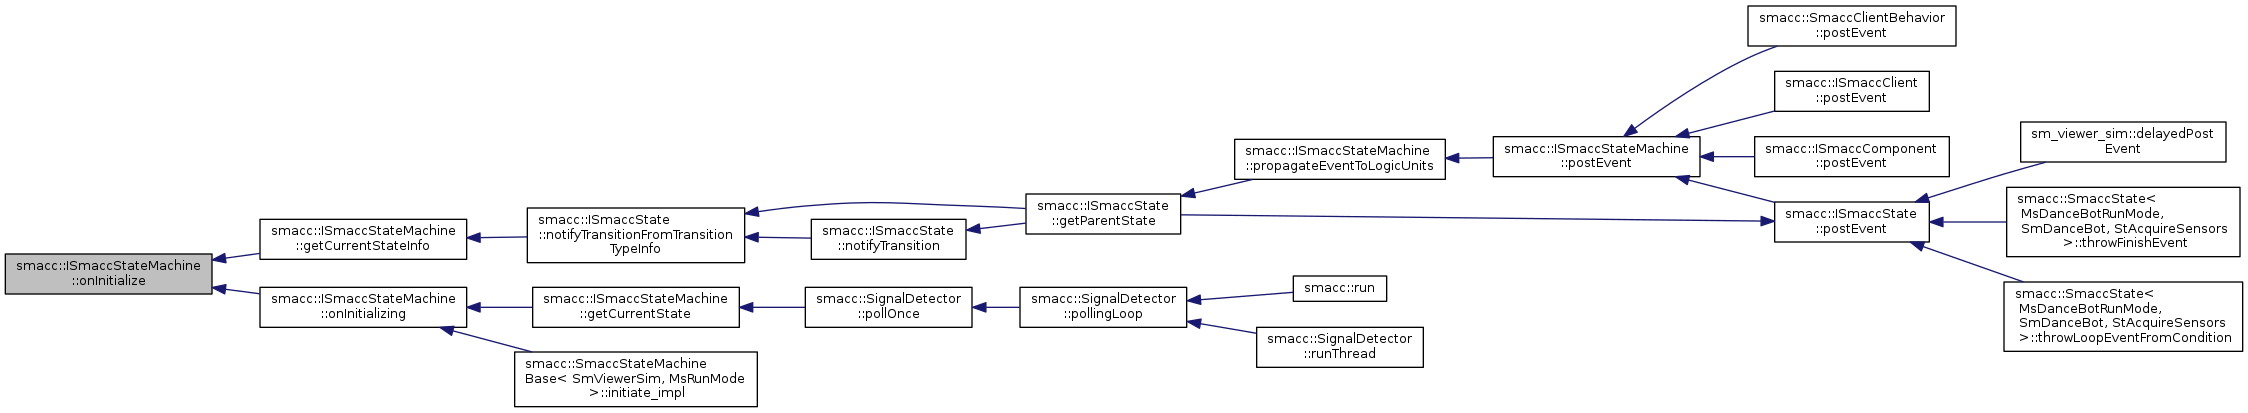 smacc::ISmaccStateMachine
::onInitialize
smacc::ISmaccStateMachine
::getCurrentStateInfo
smacc::ISmaccStateMachine
::onInitializing
smacc::ISmaccState
::notifyTransitionFromTransition
TypeInfo
smacc::ISmaccStateMachine
::getCurrentState
smacc::SmaccStateMachine
Base< SmViewerSim, MsRunMode
>::initiate_impl
smacc::ISmaccState
::notifyTransition
smacc::SignalDetector
::pollOnce
smacc::ISmaccState
::getParentState
smacc::SignalDetector
::pollingLoop
smacc::ISmaccStateMachine
::propagateEventToLogicUnits
smacc::run
smacc::SignalDetector
::runThread
smacc::ISmaccStateMachine
::postEvent
smacc::SmaccClientBehavior
::postEvent
smacc::ISmaccClient
::postEvent
smacc::ISmaccComponent
::postEvent
smacc::ISmaccState
::postEvent
sm_viewer_sim::delayedPost
Event
smacc::SmaccState<
MsDanceBotRunMode,
SmDanceBot, StAcquireSensors
>::throwFinishEvent
smacc::SmaccState<
MsDanceBotRunMode,
SmDanceBot, StAcquireSensors
>::throwLoopEventFromCondition